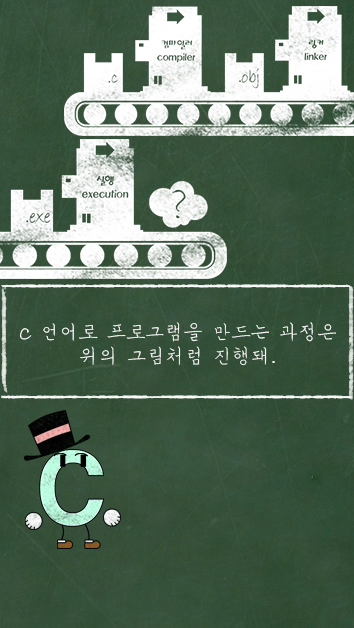 컴파일러
compiler
링커
linker
.c
.obj
실행
execution
.exe
?
C 언어로 프로그램을 만드는 과정은
위의 그림처럼 진행돼.
C